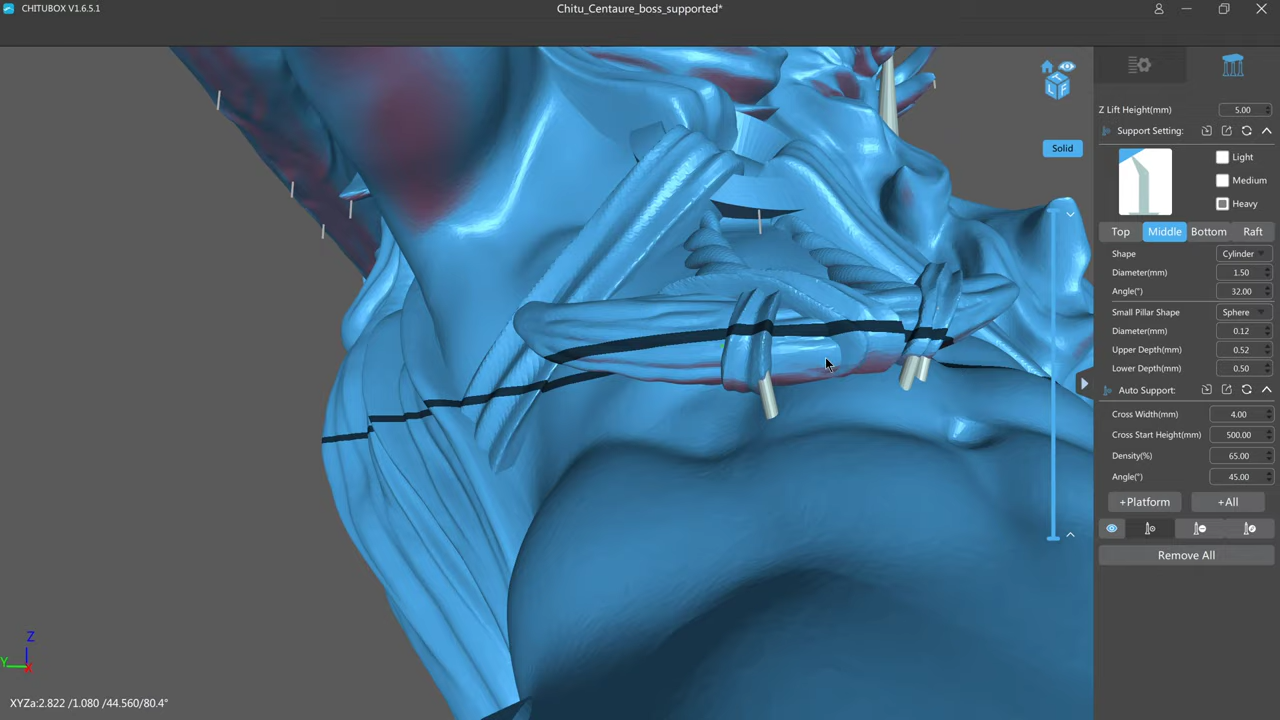 CHITUBOX V1.6.5.1
Chitu_Centaure_boss_supported*
Z Lift Height(mm) 5.00
Support Setting:
Light
Medium
Heavy
Top Middle Bottom Raft
Shape Cylinder
Diameter(mm) 1.50
Angle(°) 32.00
Small Pillar Shape Sphere
Diameter(mm) 0.12
Upper Depth(mm) 0.52
Lower Depth(mm) 0.50
Auto Support:
Cross Width(mm) 4.00
Cross Start Height(mm) 500.00
Density(%) 65.00
Angle(°) 45.00
+Platform +All
Remove All
Solid
T
L F
Z
Y X
XYZa:2.822 /1.080 /44.560/80.4°